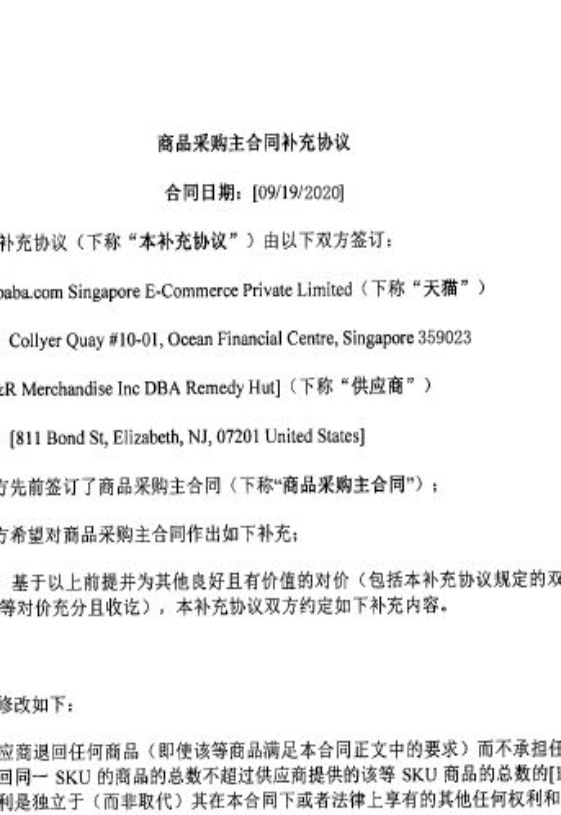 商品采购主合同补充协议
合同日期：[09/19/2020]
补充协议（下称“本补充协议”）由以下双方签订：
baba.com Singapore E-Commerce Private Limited（下称“天猫”）
Collyer Quay #10-01, Ocean Financial Centre, Singapore 359023
&R Merchandise Inc DBA Remedy Hut]（下称“供应商”）
[811 Bond St, Elizabeth, NJ, 07201 United States]
方先前签订了商品采购主合同（下称“商品采购主合同”）；
方希望对商品采购主合同作出如下补充；
基于以上前提并为其他良好且有价值的对价（包括本补充协议规定的双
等对价充分且收讫），本补充协议双方约定如下补充内容。
修改如下：
应商退回任何商品（即使该等商品满足本合同正文中的要求）而不承担任
回同一 SKU 的商品的总数不超过供应商提供的该等 SKU 商品的总数的[1
利是独立于（而非取代）其在本合同下或者法律上享有的其他任何权利和